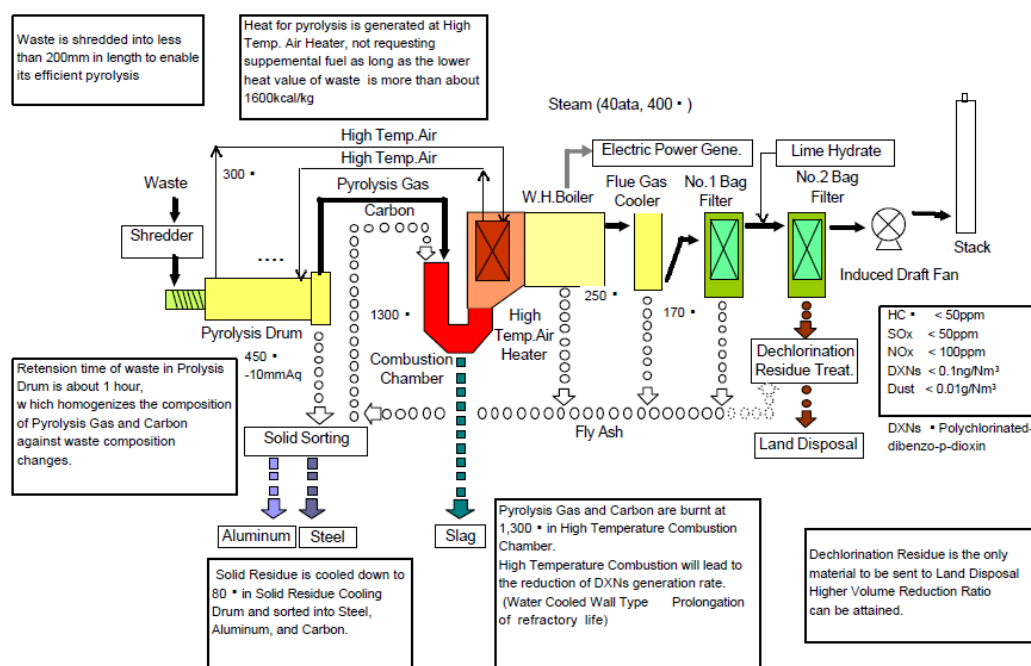 Waste is shredded into less
than 200mm in length to enable
its efficient pyrolysis
Heat for pyrolysis is generated at High
Temp. Air Heater, not requesting
suppemental fuel as long as the lower
heat value of waste is more than about
1600kcal/kg
Steam (40ata, 400▪)
High Temp.Air
High Temp.Air
300▪
Pyrolysis Gas
Carbon
Waste
Shredder
....
Pyrolysis Drum
450▪
-10mmAq
1300▪
Combustion
Chamber
High
Temp.Air
Heater
W.H.Boiler
Electric Power Gene.
250▪
Flue Gas
Cooler
170▪
No.1 Bag
Filter
Lime Hydrate
No.2 Bag
Filter
Induced Draft Fan
Stack
Dechlorination
Residue Treat.
Land Disposal
Fly Ash
HC▪ < 50ppm
SOx < 50ppm
NOx < 100ppm
DXNs < 0.1ng/Nm³
Dust < 0.01g/Nm³
DXNs ▪ Polychlorinated-
dibenzo-p-dioxin
Retension time of waste in Prolysis
Drum is about 1 hour,
which homogenizes the composition
of Pyrolysis Gas and Carbon
against waste composition
changes.
Solid Sorting
Aluminum
Steel
Slag
Solid Residue is cooled down to
80▪ in Solid Residue Cooling
Drum and sorted into Steel,
Aluminum, and Carbon.
Pyrolysis Gas and Carbon are burnt at
1,300▪ in High Temperature Combustion
Chamber.
High Temperature Combustion will lead to
the reduction of DXNs generation rate.
(Water Cooled Wall Type Prolongation
of refractory life)
Dechlorination Residue is the only
material to be sent to Land Disposal
Higher Volume Reduction Ratio
can be attained.